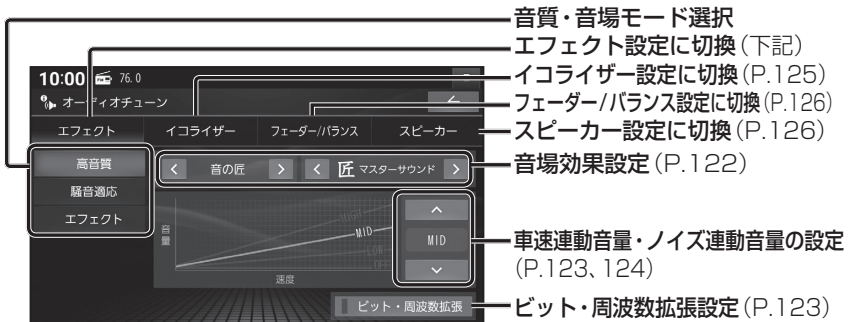 音質・音場モード選択
エフェクト設定に切換（下記）
イコライザー設定に切換（P.125）
フェーダー/バランス設定に切換（P.126）
スピーカー設定に切換（P.126）
音場効果設定（P.122）
車速連動音量・ノイズ連動音量の設定
（P.123、124）
ビット・周波数拡張設定（P.123）
10:00 76.0
オーディオチューン
エフェクト イコライザー フェーダー/バランス スピーカー
高音質
騒音適応
エフェクト
音の匠 匠 マスターサウンド
音量
HIGH
MID
LOW
OFF
MID
速度
ビット・周波数拡張